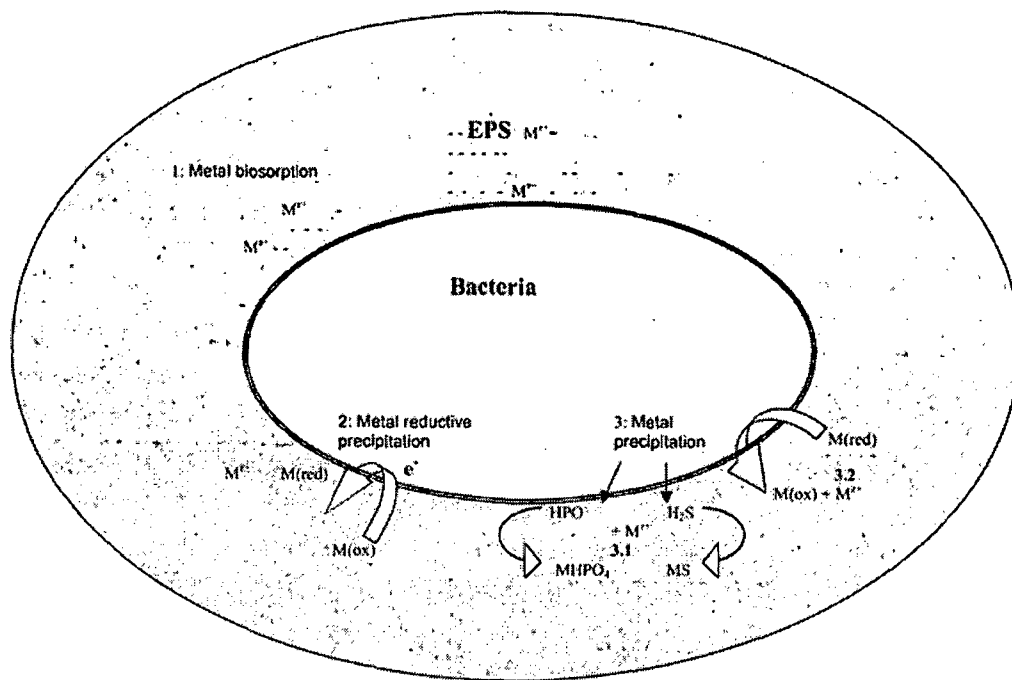 EPS
1: Metal biosorption
Bacteria
2: Metal reductive
precipitation
3: Metal
precipitation
e-
M(red)
M(red)
3.2
M(ox)
HPO
H₂S
3.1
MHPO₄
MS